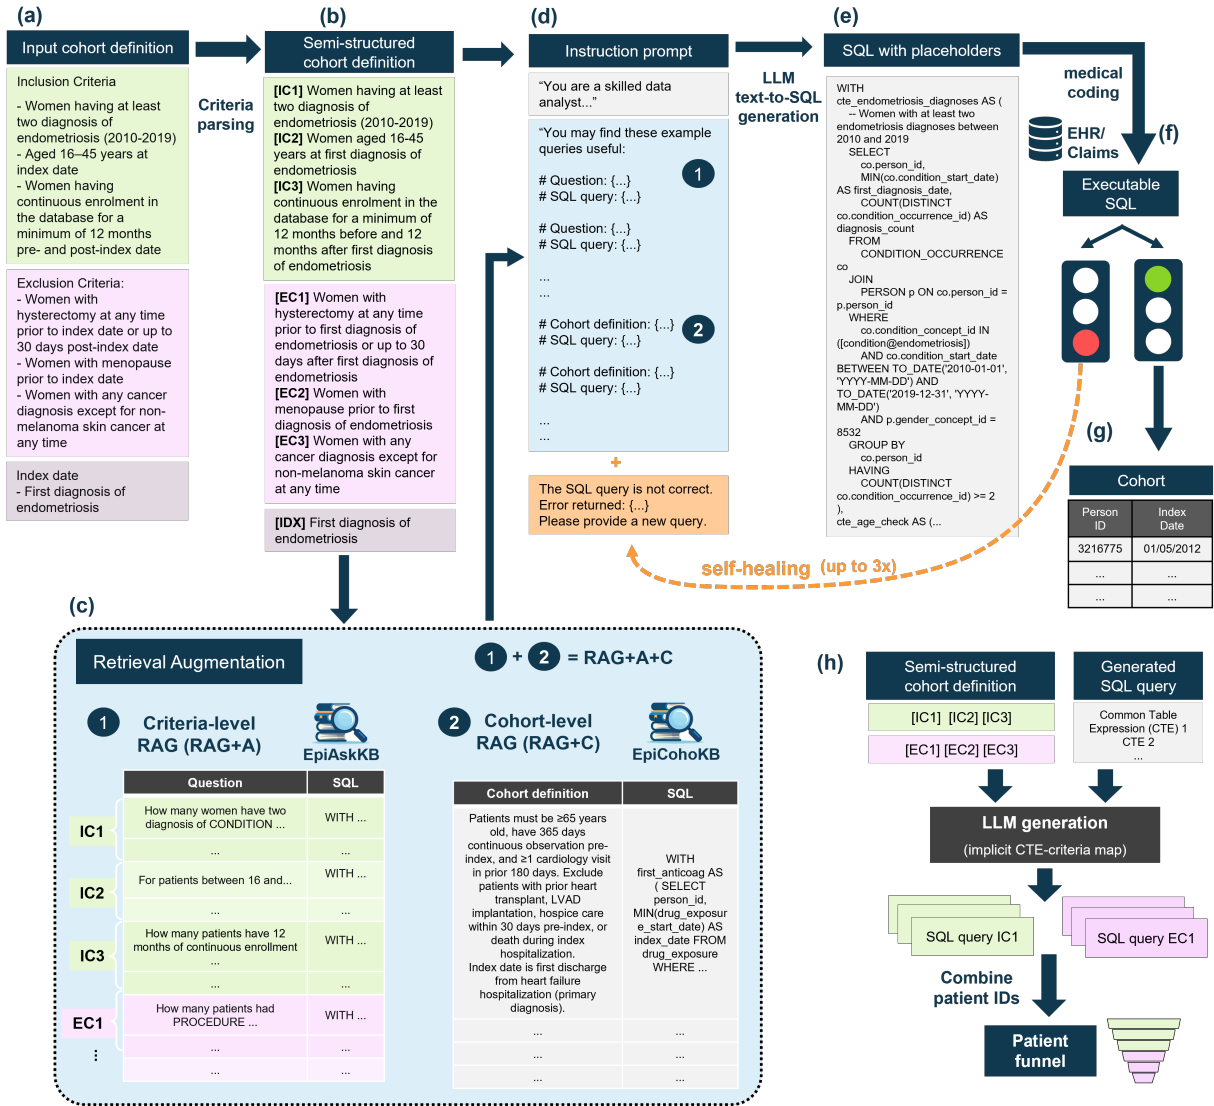 (a)
Input cohort definition
Inclusion Criteria
- Women having at least
two diagnosis of
endometriosis (2010-2019)
- Aged 16–45 years at
index date
- Women having
continuous enrolment in
the database for a
minimum of 12 months
pre- and post-index date
Exclusion Criteria:
- Women with
hysterectomy at any time
prior to index date or up to
30 days post-index date
- Women with menopause
prior to index date
- Women with any cancer
diagnosis except for non-
melanoma skin cancer at
any time
Index date
- First diagnosis of
endometriosis
Criteria
parsing
(b)
Semi-structured
cohort definition
[IC1] Women having at least
two diagnosis of
endometriosis (2010-2019)
[IC2] Women aged 16-45
years at first diagnosis of
endometriosis
[IC3] Women having
continuous enrolment in the
database for a minimum of
12 months before and 12
months after first diagnosis
of endometriosis
[EC1] Women with
hysterectomy at any time
prior to first diagnosis of
endometriosis or up to 30
days after first diagnosis of
endometriosis
[EC2] Women with
menopause prior to first
diagnosis of endometriosis
[EC3] Women with any
cancer diagnosis except for
non-melanoma skin cancer
at any time
[IDX] First diagnosis of
endometriosis
(d)
Instruction prompt
“You are a skilled data
analyst...”
“You may find these example
queries useful:
1
# Question: {...}
# SQL query: {...}
# Question: {...}
# SQL query: {...}
...
...
2
# Cohort definition: {...}
# SQL query: {...}
# Cohort definition: {...}
# SQL query: {...}
...
...
+
The SQL query is not correct.
Error returned: {...}
Please provide a new query.
LLM
text-to-SQL
generation
(e)
SQL with placeholders
WITH
cte_endometriosis_diagnoses AS (
-- Women with at least two
endometriosis diagnoses between
2010 and 2019
SELECT
co.person_id,
MIN(co.condition_start_date)
AS first_diagnosis_date,
COUNT(DISTINCT
co.condition_occurrence_id) AS
diagnosis_count
FROM
CONDITION_OCCURRENCE
co
JOIN
PERSON p ON co.person_id =
p.person_id
WHERE
co.condition_concept_id IN
([condition@endometriosis])
AND co.condition_start_date
BETWEEN TO_DATE('2010-01-01',
'YYYY-MM-DD') AND
TO_DATE('2019-12-31', 'YYYY-
MM-DD')
AND p.gender_concept_id =
8532
GROUP BY
co.person_id
HAVING
COUNT(DISTINCT
co.condition_occurrence_id) >= 2
),
cte_age_check AS (...
medical
coding
EHR/
Claims
(f)
Executable
SQL
self-healing (up to 3x)
(g)
Cohort
Person
ID
Index
Date
3216775 01/05/2012
... ...
... ...
(c)
Retrieval Augmentation
1 + 2 = RAG+A+C
1
Criteria-level
RAG (RAG+A)
EpiAskKB
Question SQL
IC1
How many women have two
diagnosis of CONDITION ...
WITH ...
... ...
IC2
For patients between 16 and...
WITH ...
... ...
IC3
How many patients have 12
months of continuous enrollment
...
WITH ...
... ...
EC1
How many patients had
PROCEDURE ...
WITH ...
... ...
... ...
...
2
Cohort-level
RAG (RAG+C)
EpiCohoKB
Cohort definition SQL
Patients must be ≥65 years
old, have 365 days
continuous observation pre-
index, and ≥1 cardiology visit
in prior 180 days. Exclude
patients with prior heart
transplant, LVAD
implantation, hospice care
within 30 days pre-index, or
death during index
hospitalization.
Index date is first discharge
from heart failure
hospitalization (primary
diagnosis).
WITH
first_anticoag AS
( SELECT
person_id,
MIN(drug_exposur
e_start_date) AS
index_date FROM
drug_exposure
WHERE ...
... ...
... ...
... ...
(h)
Semi-structured
cohort definition
[IC1] [IC2] [IC3]
[EC1] [EC2] [EC3]
Generated
SQL query
Common Table
Expression (CTE) 1
CTE 2
...
LLM generation
(implicit CTE-criteria map)
SQL query IC1
SQL query EC1
Combine
patient IDs
Patient
funnel